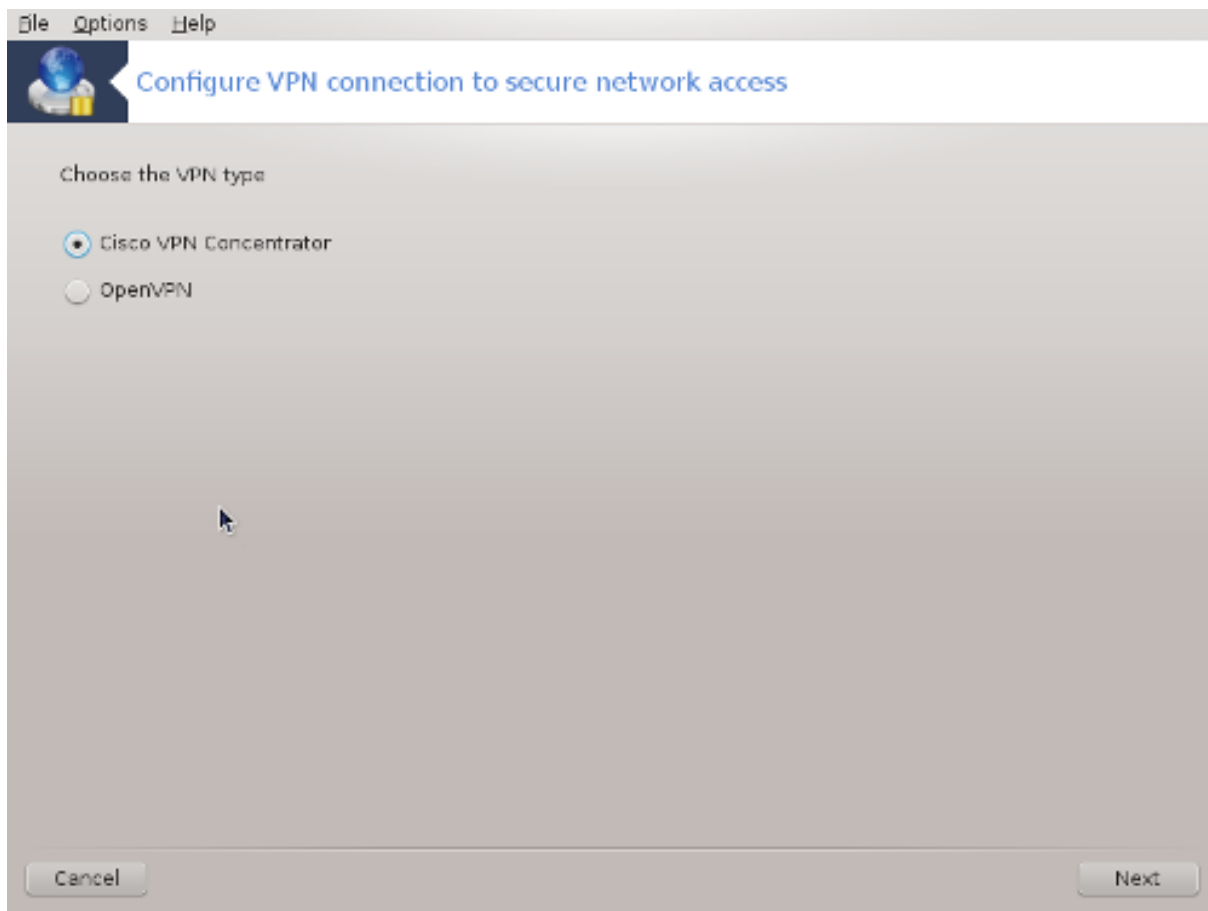 File Options Help
Configure VPN connection to secure network access
Choose the VPN type
Cisco VPN Concentrator
OpenVPN
Cancel Next